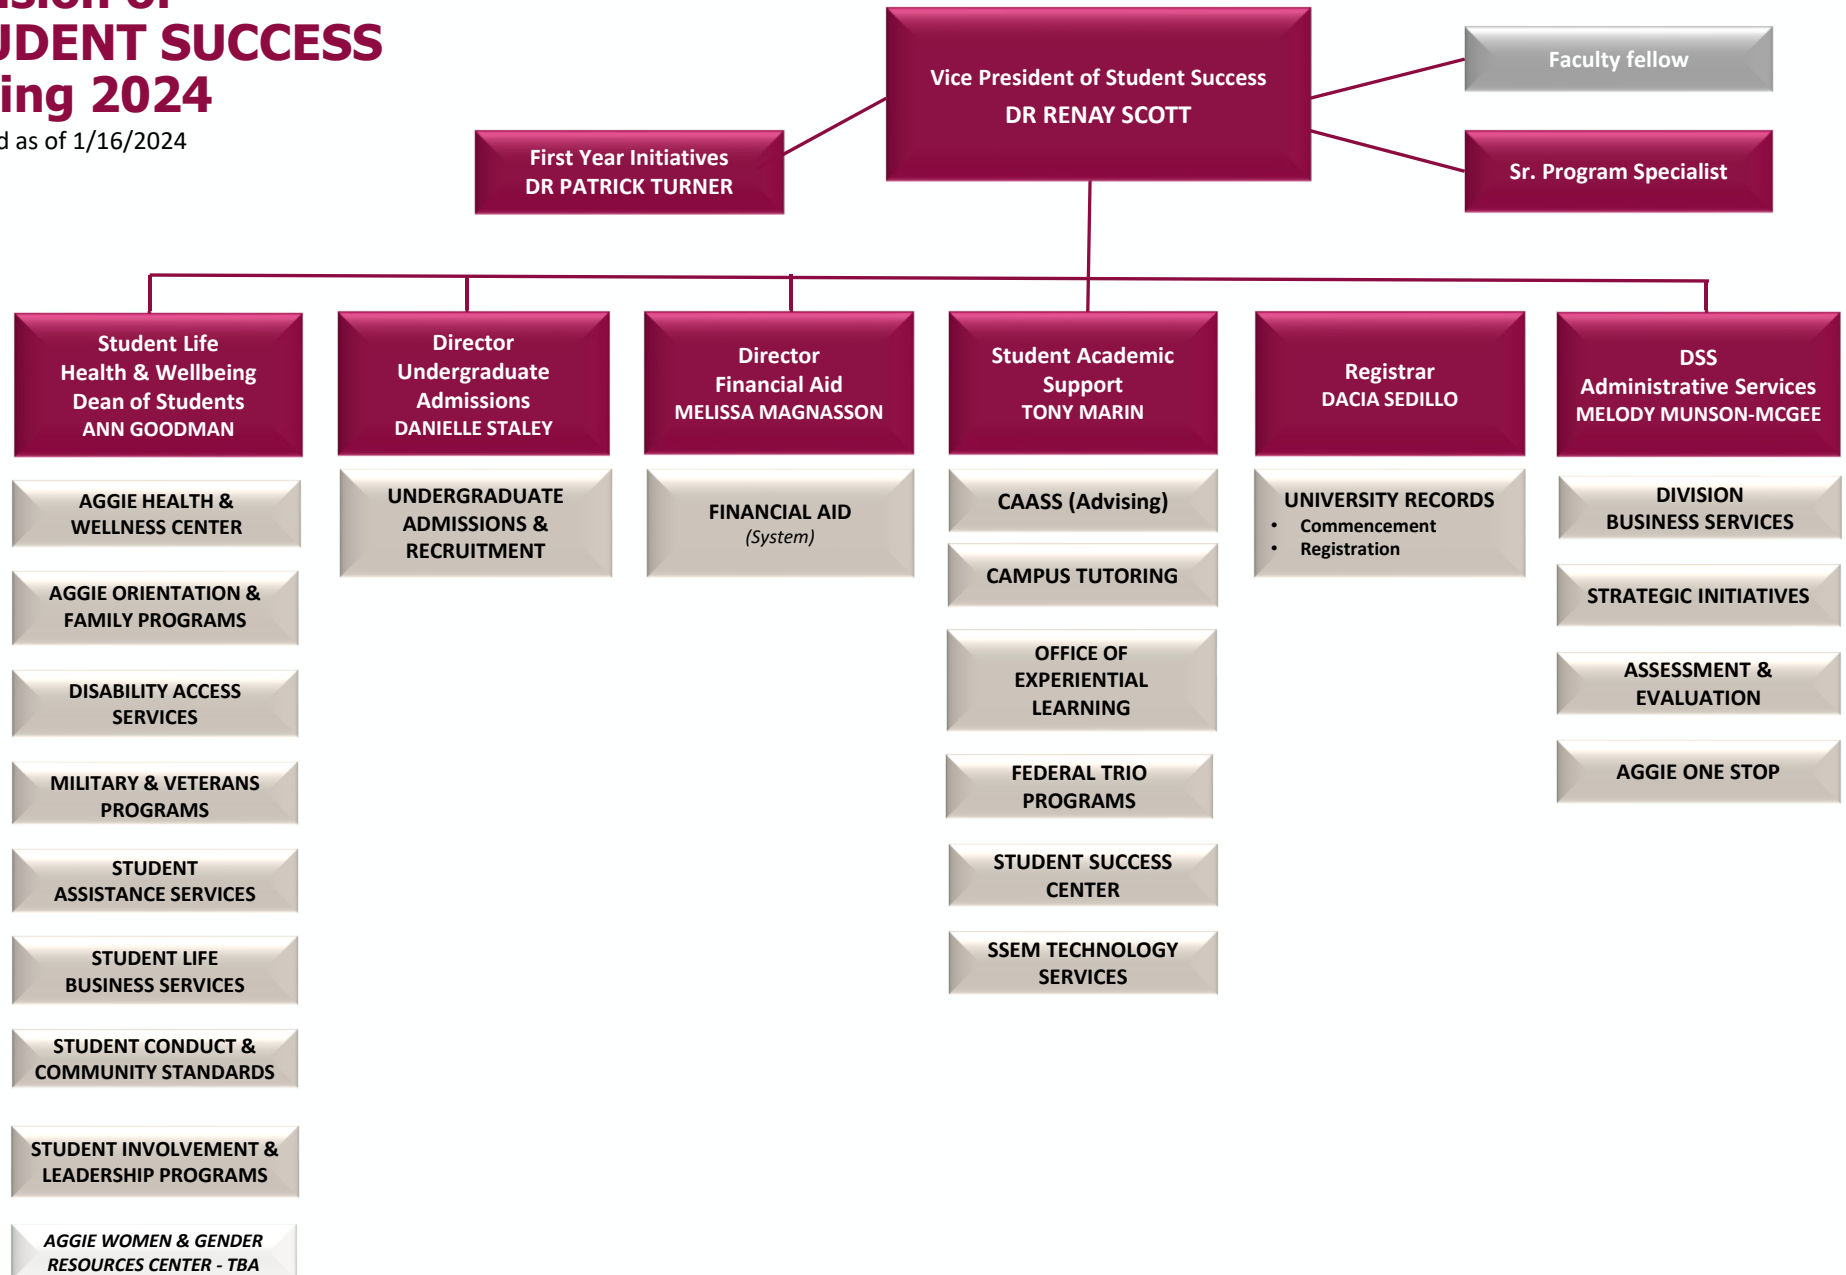 UDENT SUCCESS
ing 2024
d as of 1/16/2024
Vice President of Student Success
DR RENAY SCOTT
Faculty fellow
First Year Initiatives
DR PATRICK TURNER
Sr. Program Specialist
Student Life
Health & Wellbeing
Dean of Students
ANN GOODMAN
Director
Undergraduate
Admissions
DANIELLE STALEY
Director
Financial Aid
MELISSA MAGNASSON
Student Academic
Support
TONY MARIN
Registrar
DACIA SEDILLO
DSS
Administrative Services
MELODY MUNSON-MCGEE
AGGIE HEALTH &
WELLNESS CENTER
AGGIE ORIENTATION &
FAMILY PROGRAMS
DISABILITY ACCESS
SERVICES
MILITARY & VETERANS
PROGRAMS
STUDENT
ASSISTANCE SERVICES
STUDENT LIFE
BUSINESS SERVICES
STUDENT CONDUCT &
COMMUNITY STANDARDS
STUDENT INVOLVEMENT &
LEADERSHIP PROGRAMS
AGGIE WOMEN & GENDER
RESOURCES CENTER - TBA
UNDERGRADUATE
ADMISSIONS &
RECRUITMENT
FINANCIAL AID
(System)
CAASS (Advising)
CAMPUS TUTORING
OFFICE OF
EXPERIENTIAL
LEARNING
FEDERAL TRIO
PROGRAMS
STUDENT SUCCESS
CENTER
SSEM TECHNOLOGY
SERVICES
UNIVERSITY RECORDS
• Commencement
• Registration
DIVISION
BUSINESS SERVICES
STRATEGIC INITIATIVES
ASSESSMENT &
EVALUATION
AGGIE ONE STOP